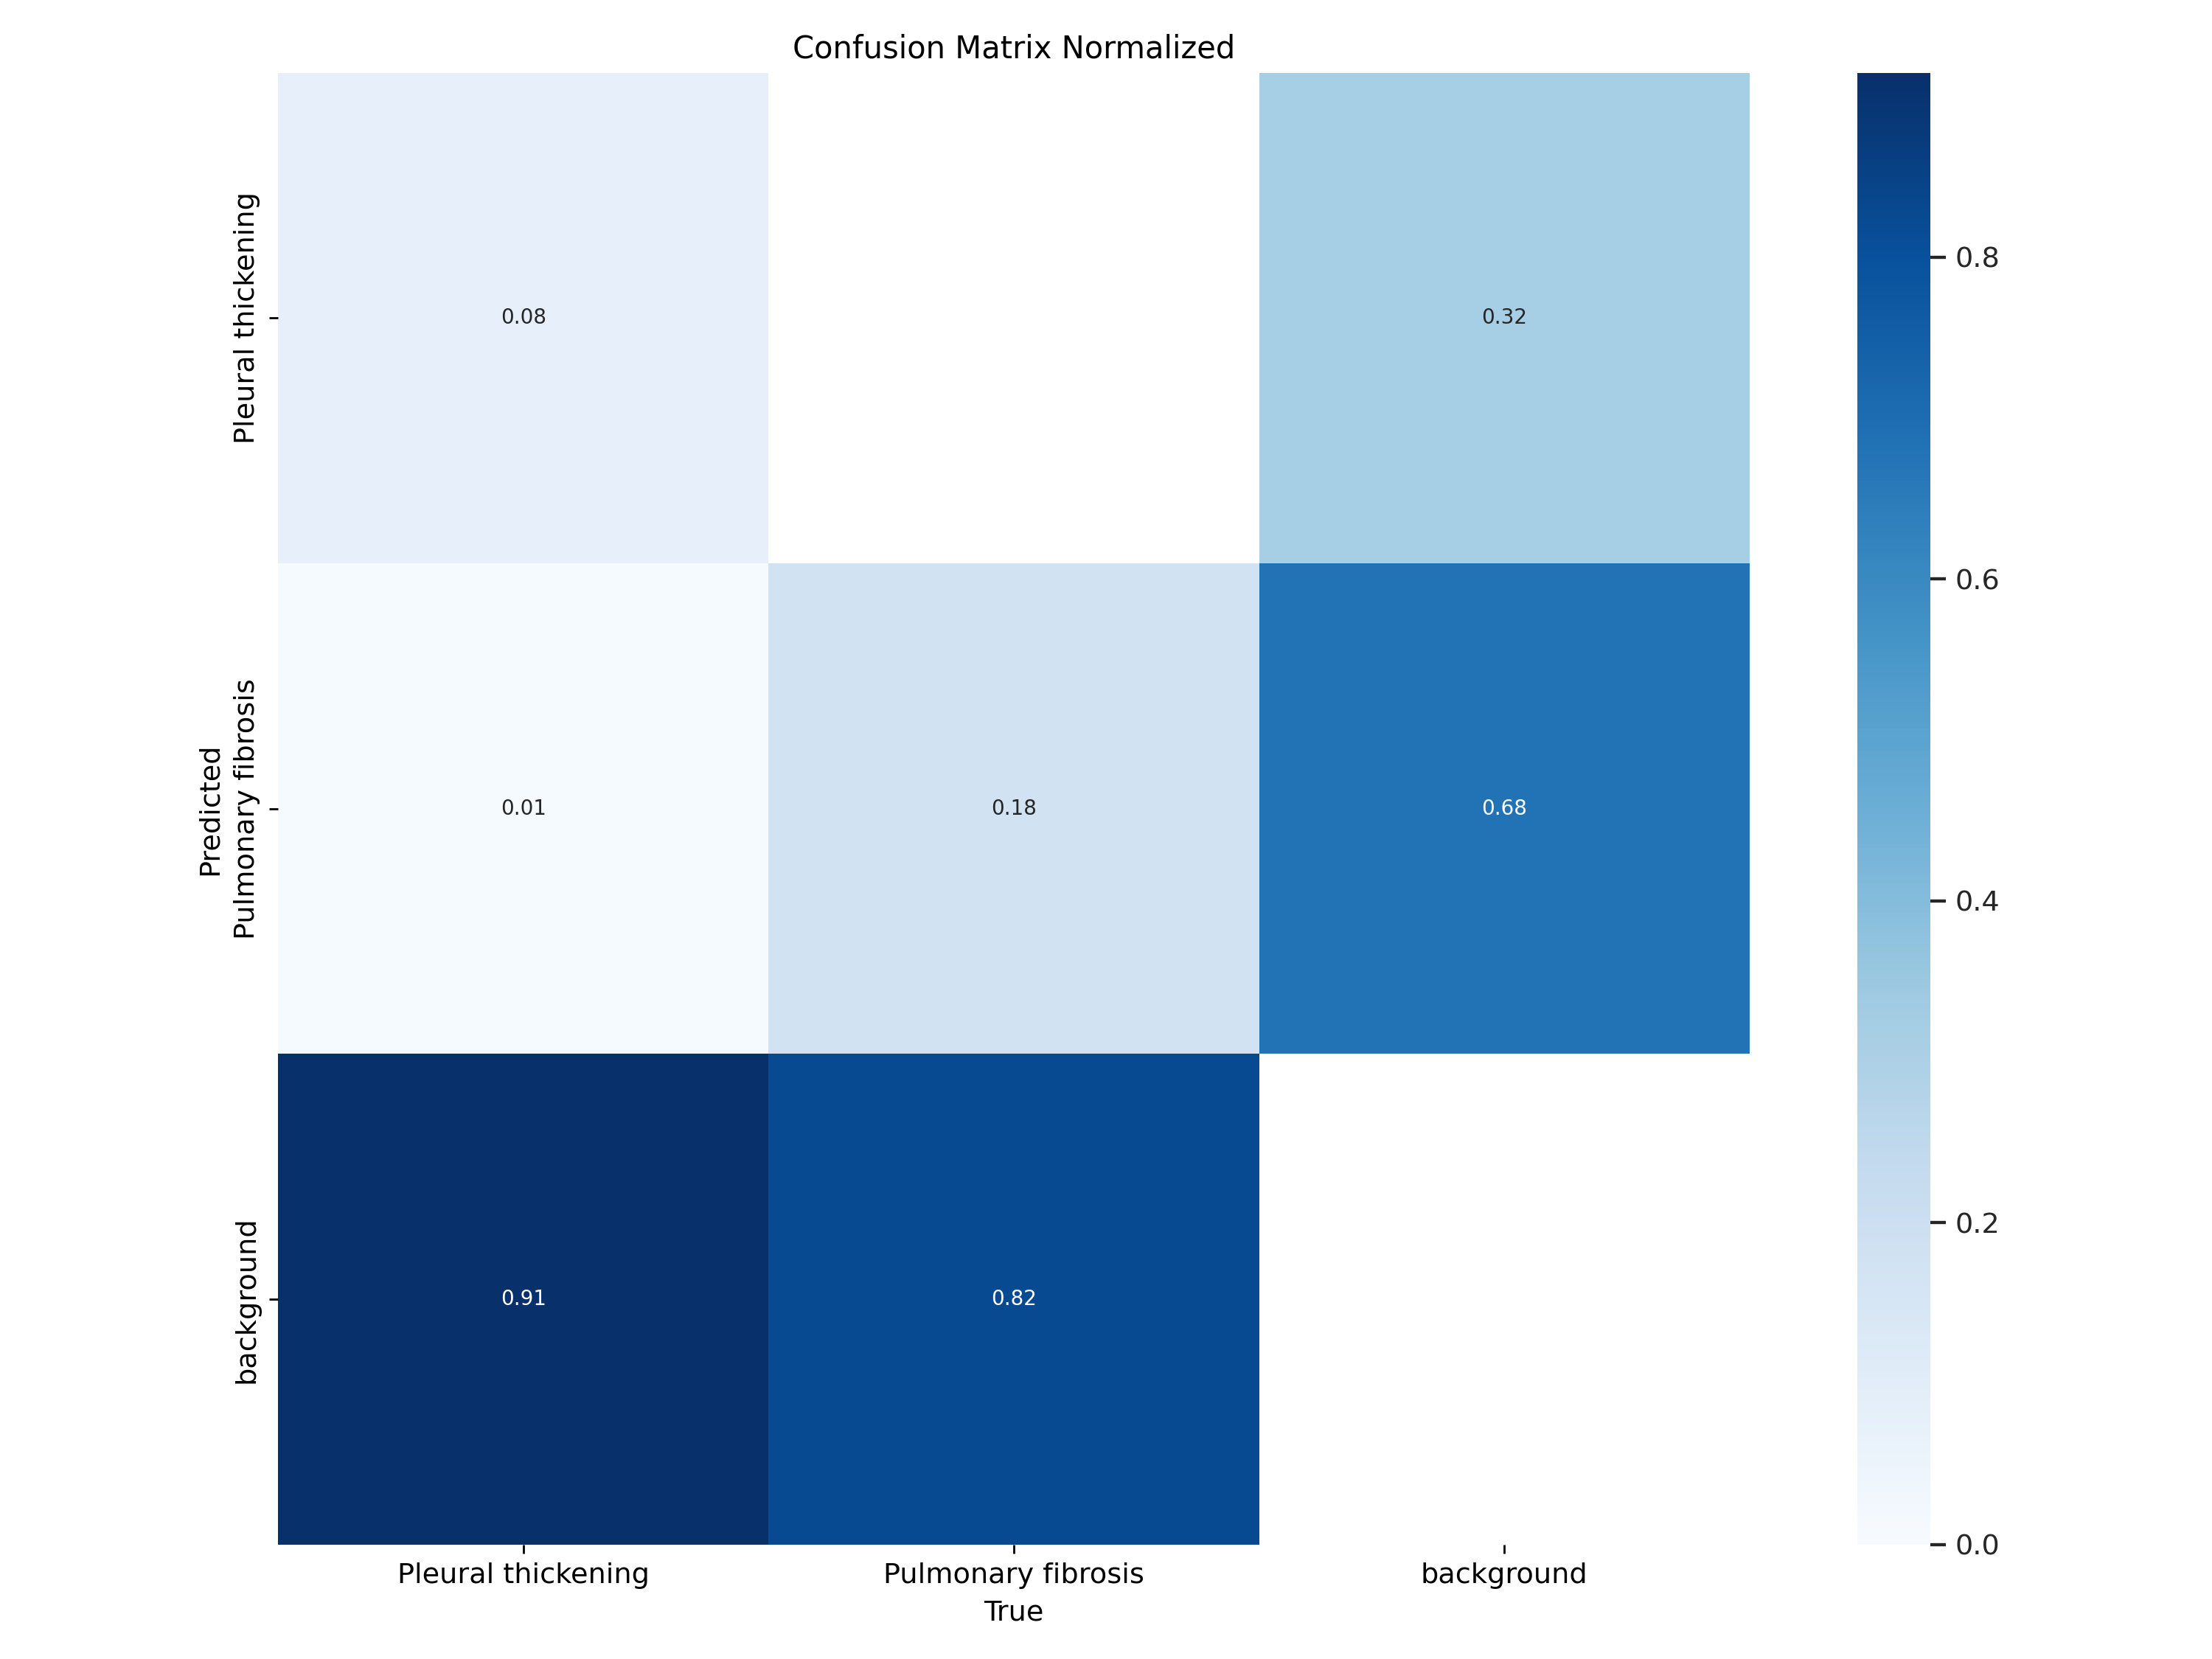 Confusion Matrix Normalized
Predicted
Pleural thickening
0.08
0.32
Pulmonary fibrosis
0.01
0.18
0.68
background
0.91
0.82
Pleural thickening
Pulmonary fibrosis
background
True
0.8
0.6
0.4
0.2
0.0